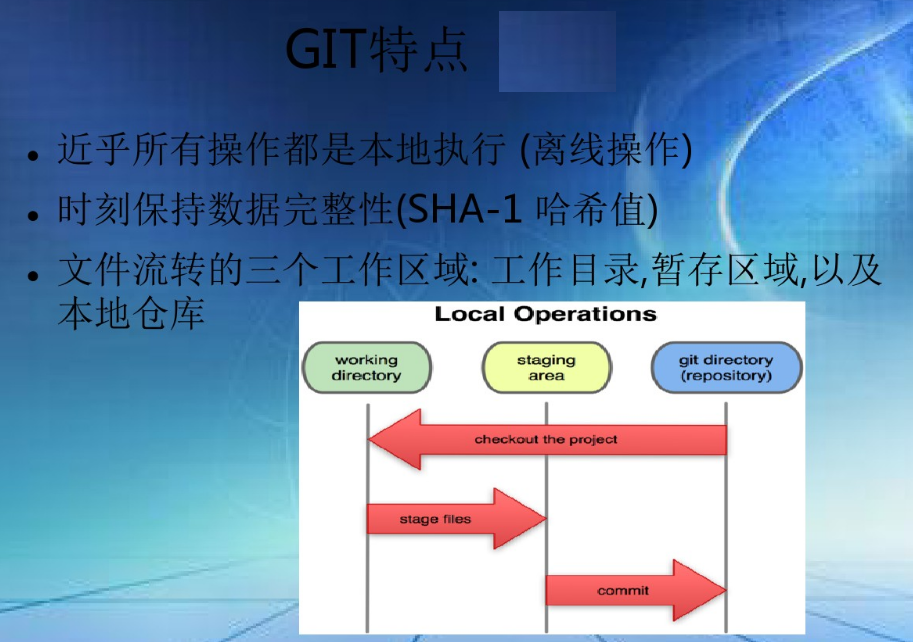 GIT特点
• 近乎所有操作都是本地执行 (离线操作)
• 时刻保持数据完整性(SHA-1 哈希值)
• 文件流转的三个工作区域: 工作目录,暂存区域,以及
本地仓库
Local Operations
working
directory
staging
area
git directory
(repository)
checkout the project
stage files
commit